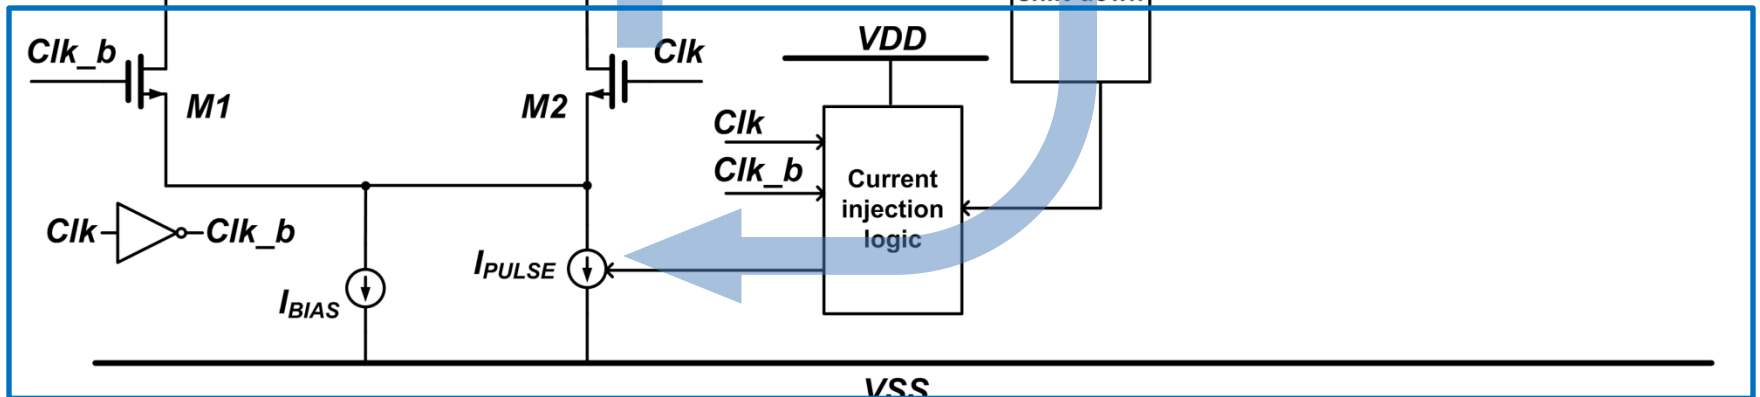 Clk_b
M1
M2
Clk
VDD
Clk
Clk_b
Current
injection
logic
Clk
Clk_b
IBIAS
IPULSE
VSS